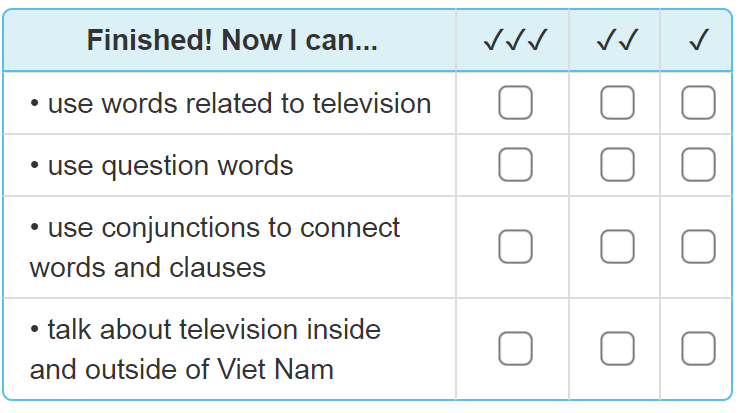 Finished! Now I can... ✓✓✓ ✓✓ ✓
• use words related to television
• use question words
• use conjunctions to connect
words and clauses
• talk about television inside
and outside of Viet Nam